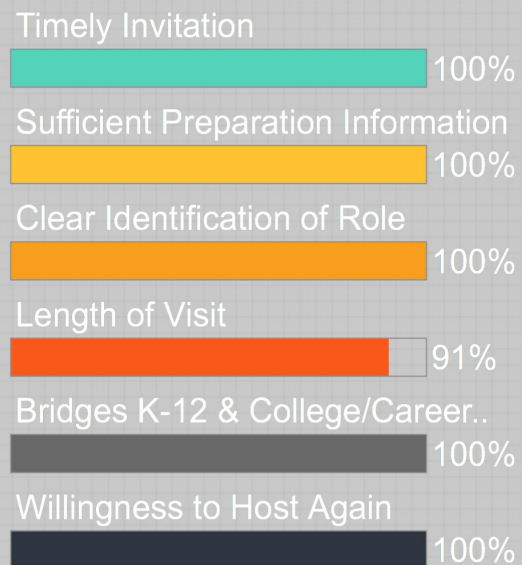 Timely Invitation
100%
Sufficient Preparation Information
100%
Clear Identification of Role
100%
Length of Visit
91%
Bridges K-12 & College/Career..
100%
Willingness to Host Again
100%